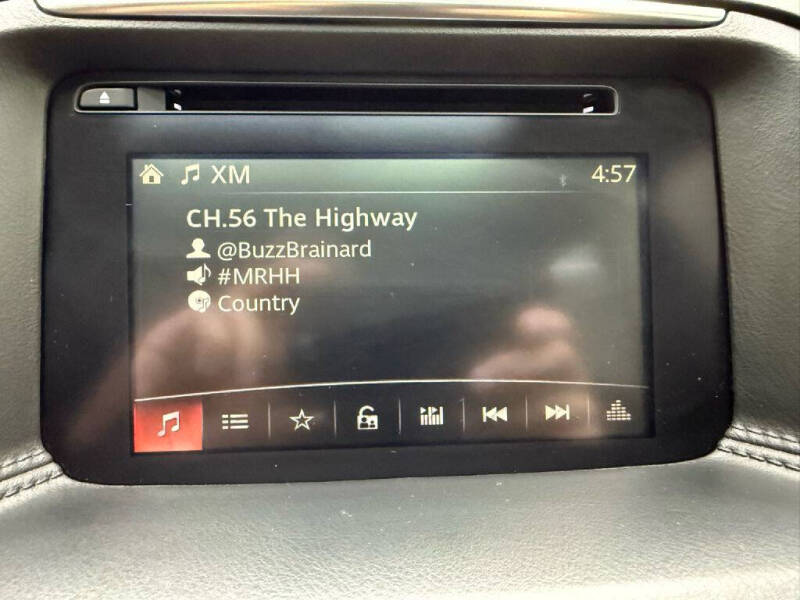 XM 4:57
CH.56 The Highway
@BuzzBrainard
#MRHH
Country